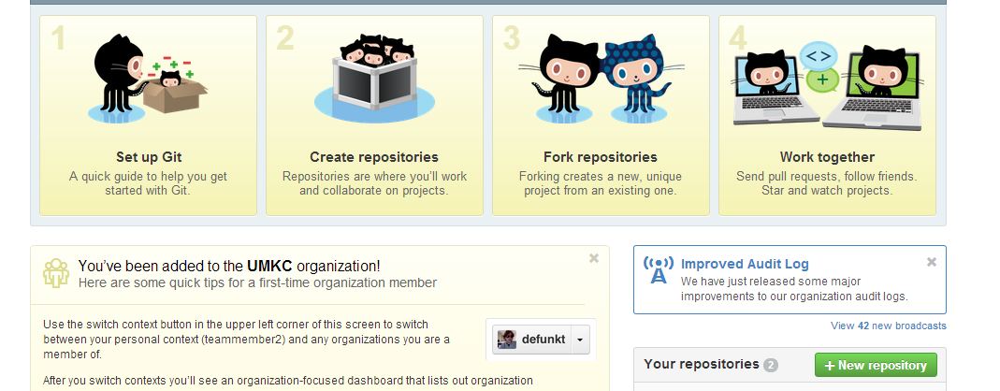 1
Set up Git
A quick guide to help you get
started with Git.
2
Create repositories
Repositories are where you'll work
and collaborate on projects.
3
Fork repositories
Forking creates a new, unique
project from an existing one.
4
<>
+
Work together
Send pull requests, follow friends.
Star and watch projects.
You've been added to the UMKC organization!
Here are some quick tips for a first-time organization member
Use the switch context button in the upper left corner of this screen to switch
between your personal context (teammember2) and any organizations you are a
member of.
defunkt
After you switch contexts you'll see an organization-focused dashboard that lists out organization
Improved Audit Log
We have just released some major
improvements to our organization audit logs.
View 42 new broadcasts
Your repositories 2
+ New repository